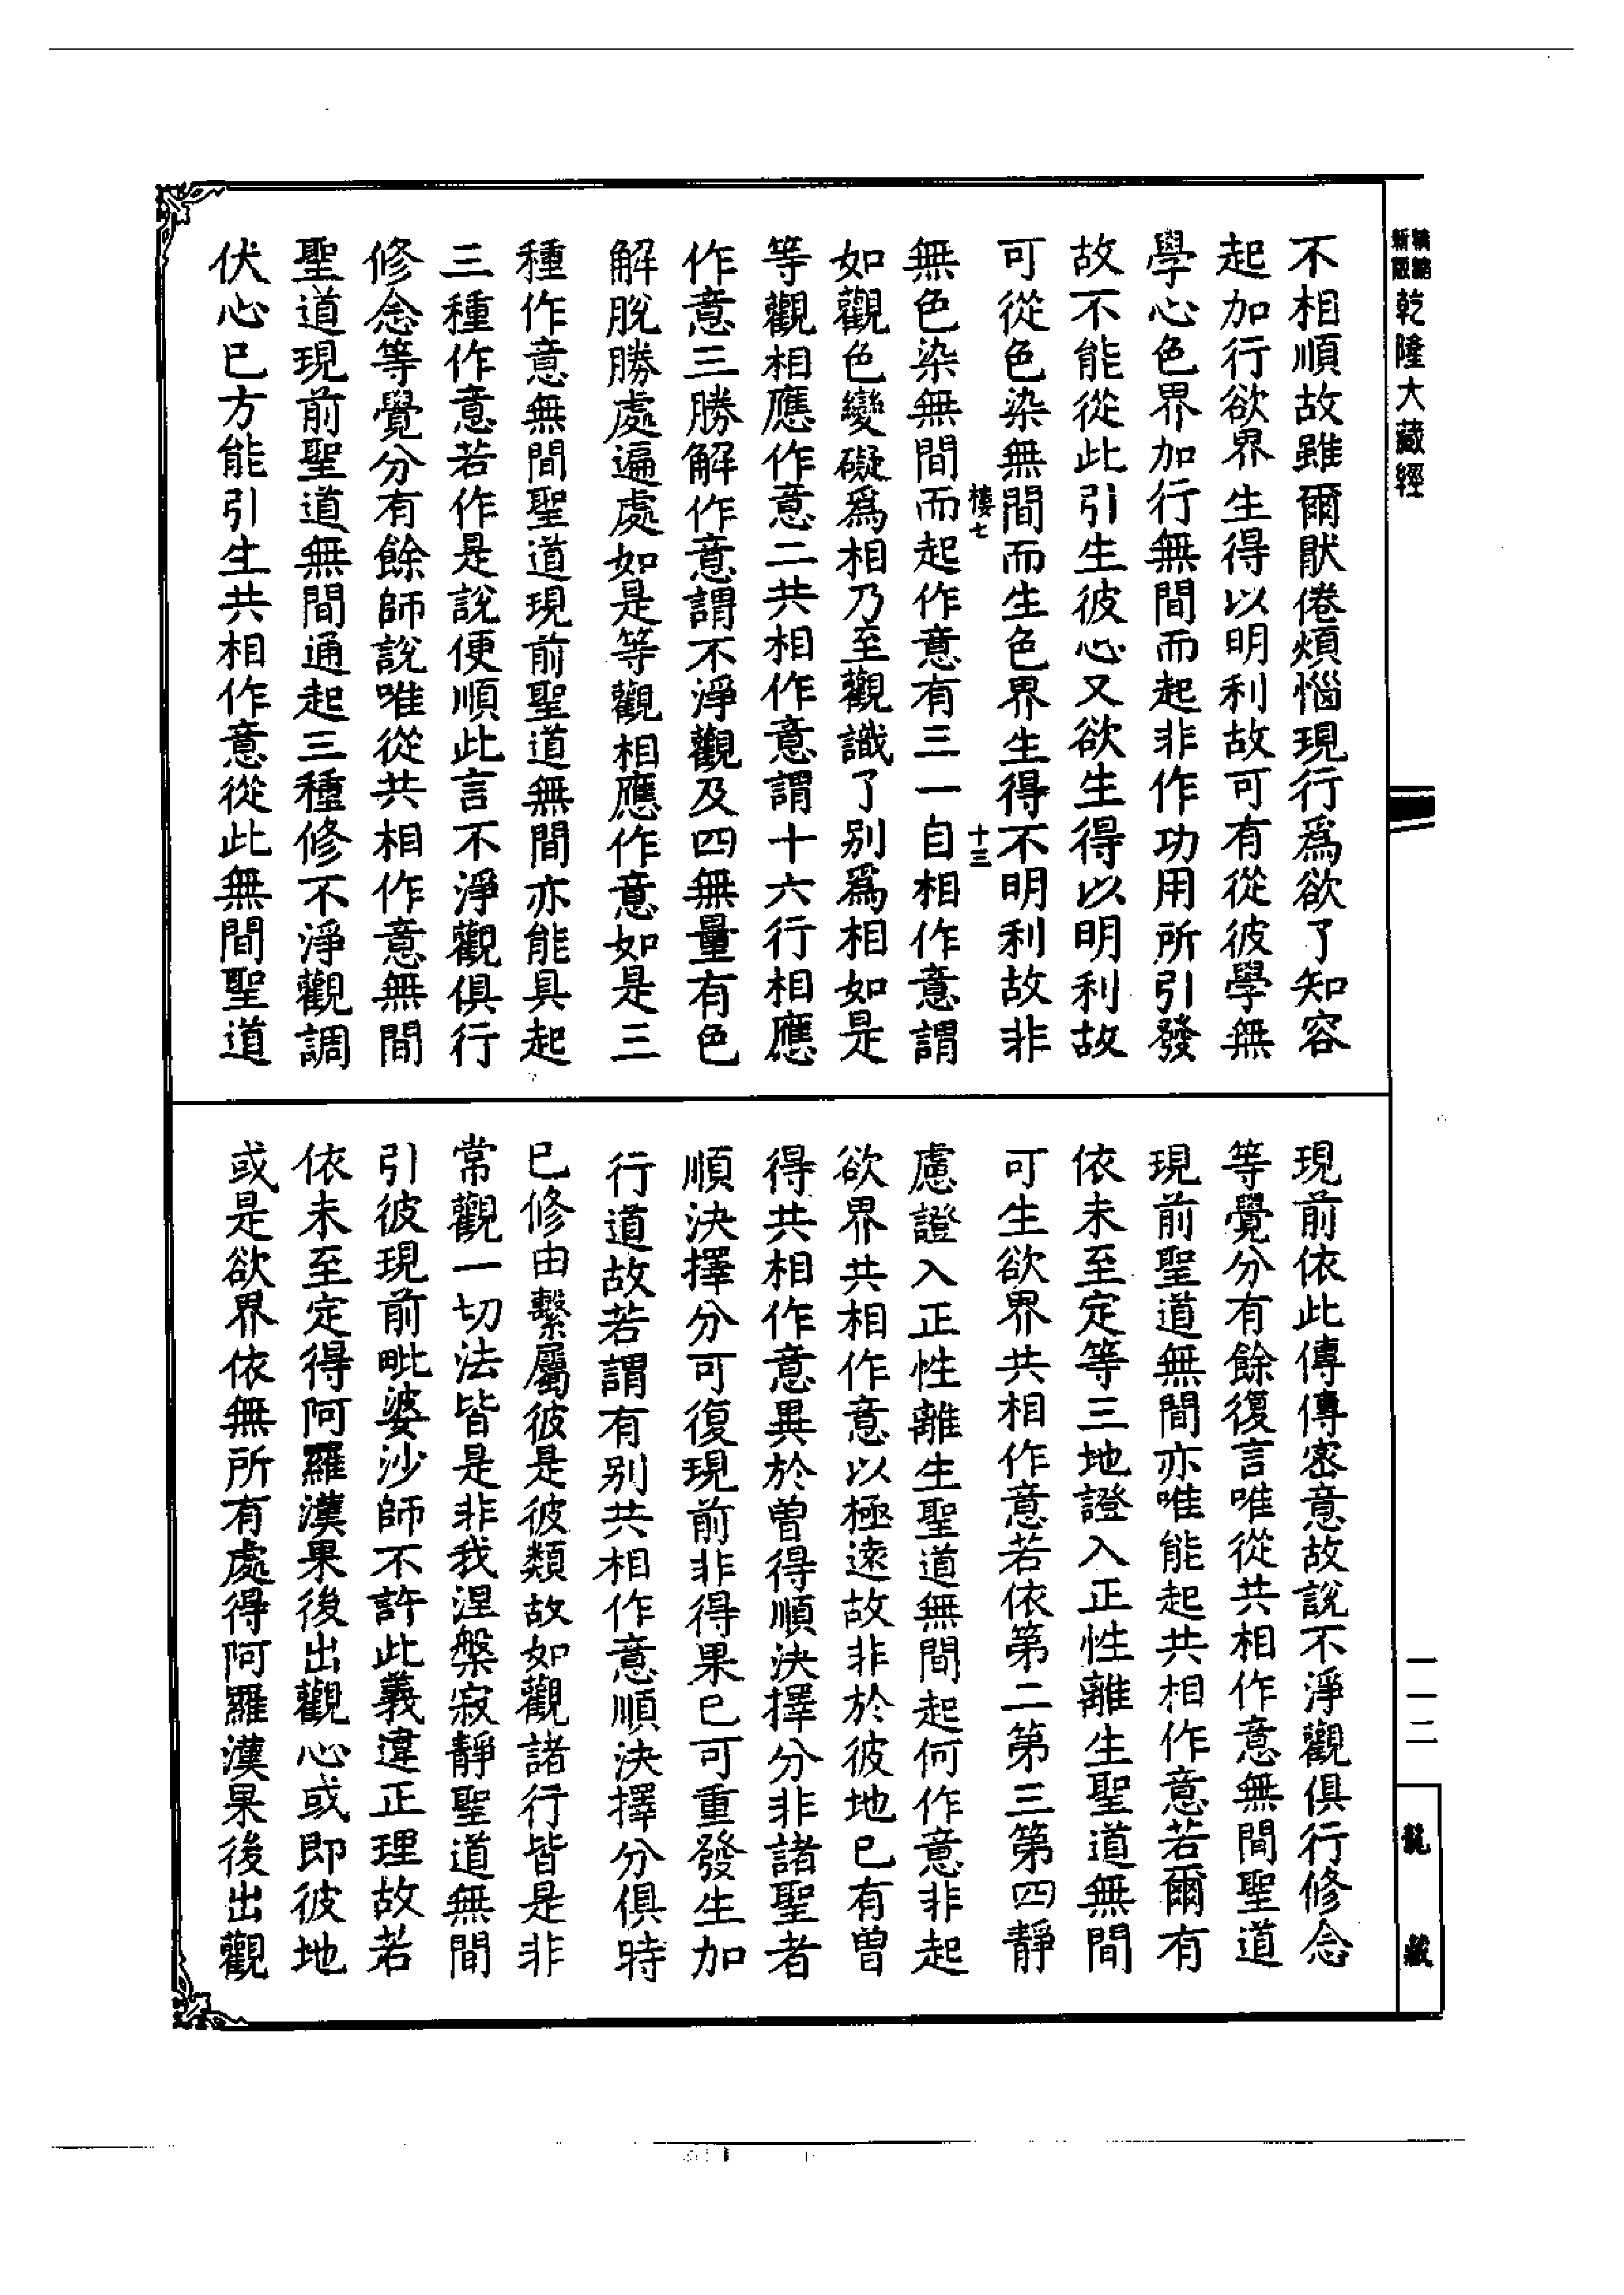 新編
新版
乾隆大藏經
不相順故雖爾猒倦煩惱現行爲欲了知容
起加行欲界生得以明利故可有從彼學無
學心色界加行無間而起非作功用所引發
故不能從此引生彼心又欲生得以明利故
可從色染無間而生色界生得不明利故非
樓七
十三
無色染無間而起作意有三一自相作意謂
如觀色變礙爲相乃至觀識了别爲相如是
等觀相應作意二共相作意謂十六行相應
作意三勝解作意謂不淨觀及四無量有色
解脫勝處遍處如是等觀相應作意如是三
種作意無間聖道現前聖道無間亦能具起
三種作意若作是說便順此言不淨觀俱行
修念等覺分有餘師說唯從共相作意無間
聖道現前聖道無間通起三種修不淨觀調
伏心已方能引生共相作意從此無間聖道
現前依此傳傳密意故說不淨觀俱行修念
等覺分有餘復言唯從共相作意無間聖道
現前聖道無間亦唯能起共相作意若爾有
依未至定等三地證入正性離生聖道無間
可生欲界共相作意若依第二第三第四靜
慮證入正性離生聖道無間起何作意非起
欲界共相作意以極遠故非於彼地已有曾
得共相作意異於曾得順決擇分非諸聖者
順決擇分可復現前非得果已可重發生加
行道故若謂有别共相作意順決擇分俱時
已修由繫屬彼是彼類故如觀諸行皆是非
常觀一切法皆是非我涅槃寂靜聖道無間
引彼現前毗婆沙師不許此義違正理故若
依未至定得阿羅漢果後出觀心或即彼地
或是欲界依無所有處得阿羅漢果後出觀
一一二
龍藏